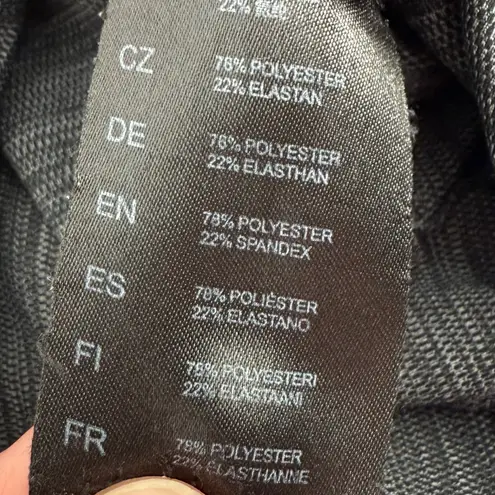 22%
CZ 78% POLYESTER
22% ELASTAN
DE 78% POLYESTER
22% ELASTHAN
EN 78% POLYESTER
22% SPANDEX
ES 78% POLIÉSTER
22% ELASTANO
FI 78% POLYESTERI
22% ELASTAANI
FR 78% POLYESTER
22% ELASTHANNE